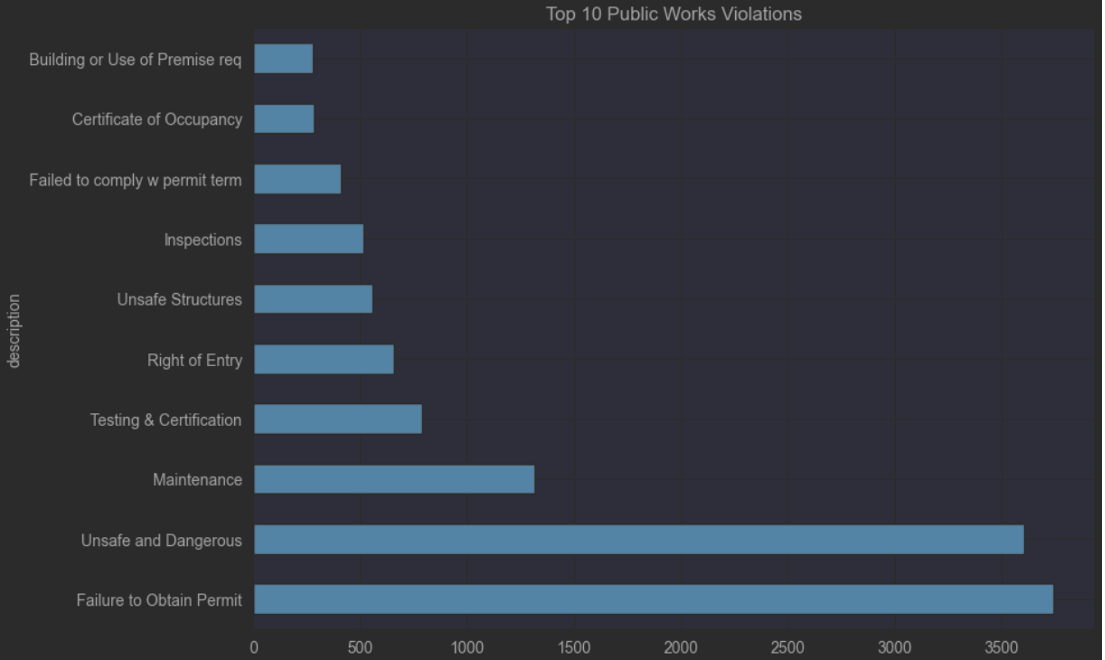 Top 10 Public Works Violations
Building or Use of Premise req
Certificate of Occupancy
Failed to comply w permit term
Inspections
Unsafe Structures
Right of Entry
Testing & Certification
Maintenance
Unsafe and Dangerous
Failure to Obtain Permit
description
0 500 1000 1500 2000 2500 3000 3500